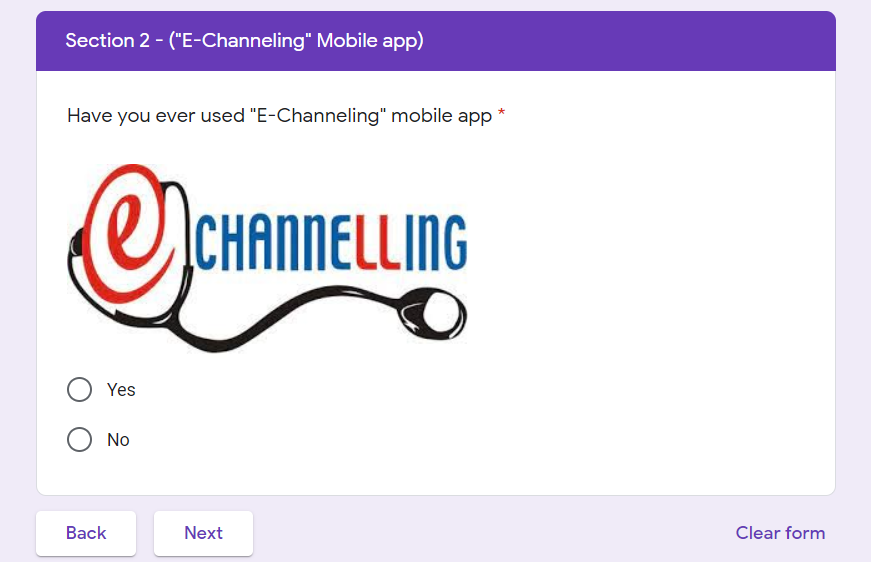 Section 2 - ("E-Channeling" Mobile app)
Have you ever used "E-Channeling" mobile app *
e CHANNELLING
Yes
No
Back Next Clear form